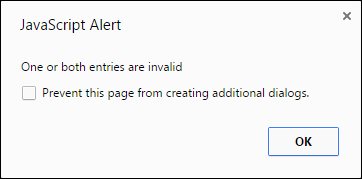 JavaScript Alert
One or both entries are invalid
Prevent this page from creating additional dialogs.
OK